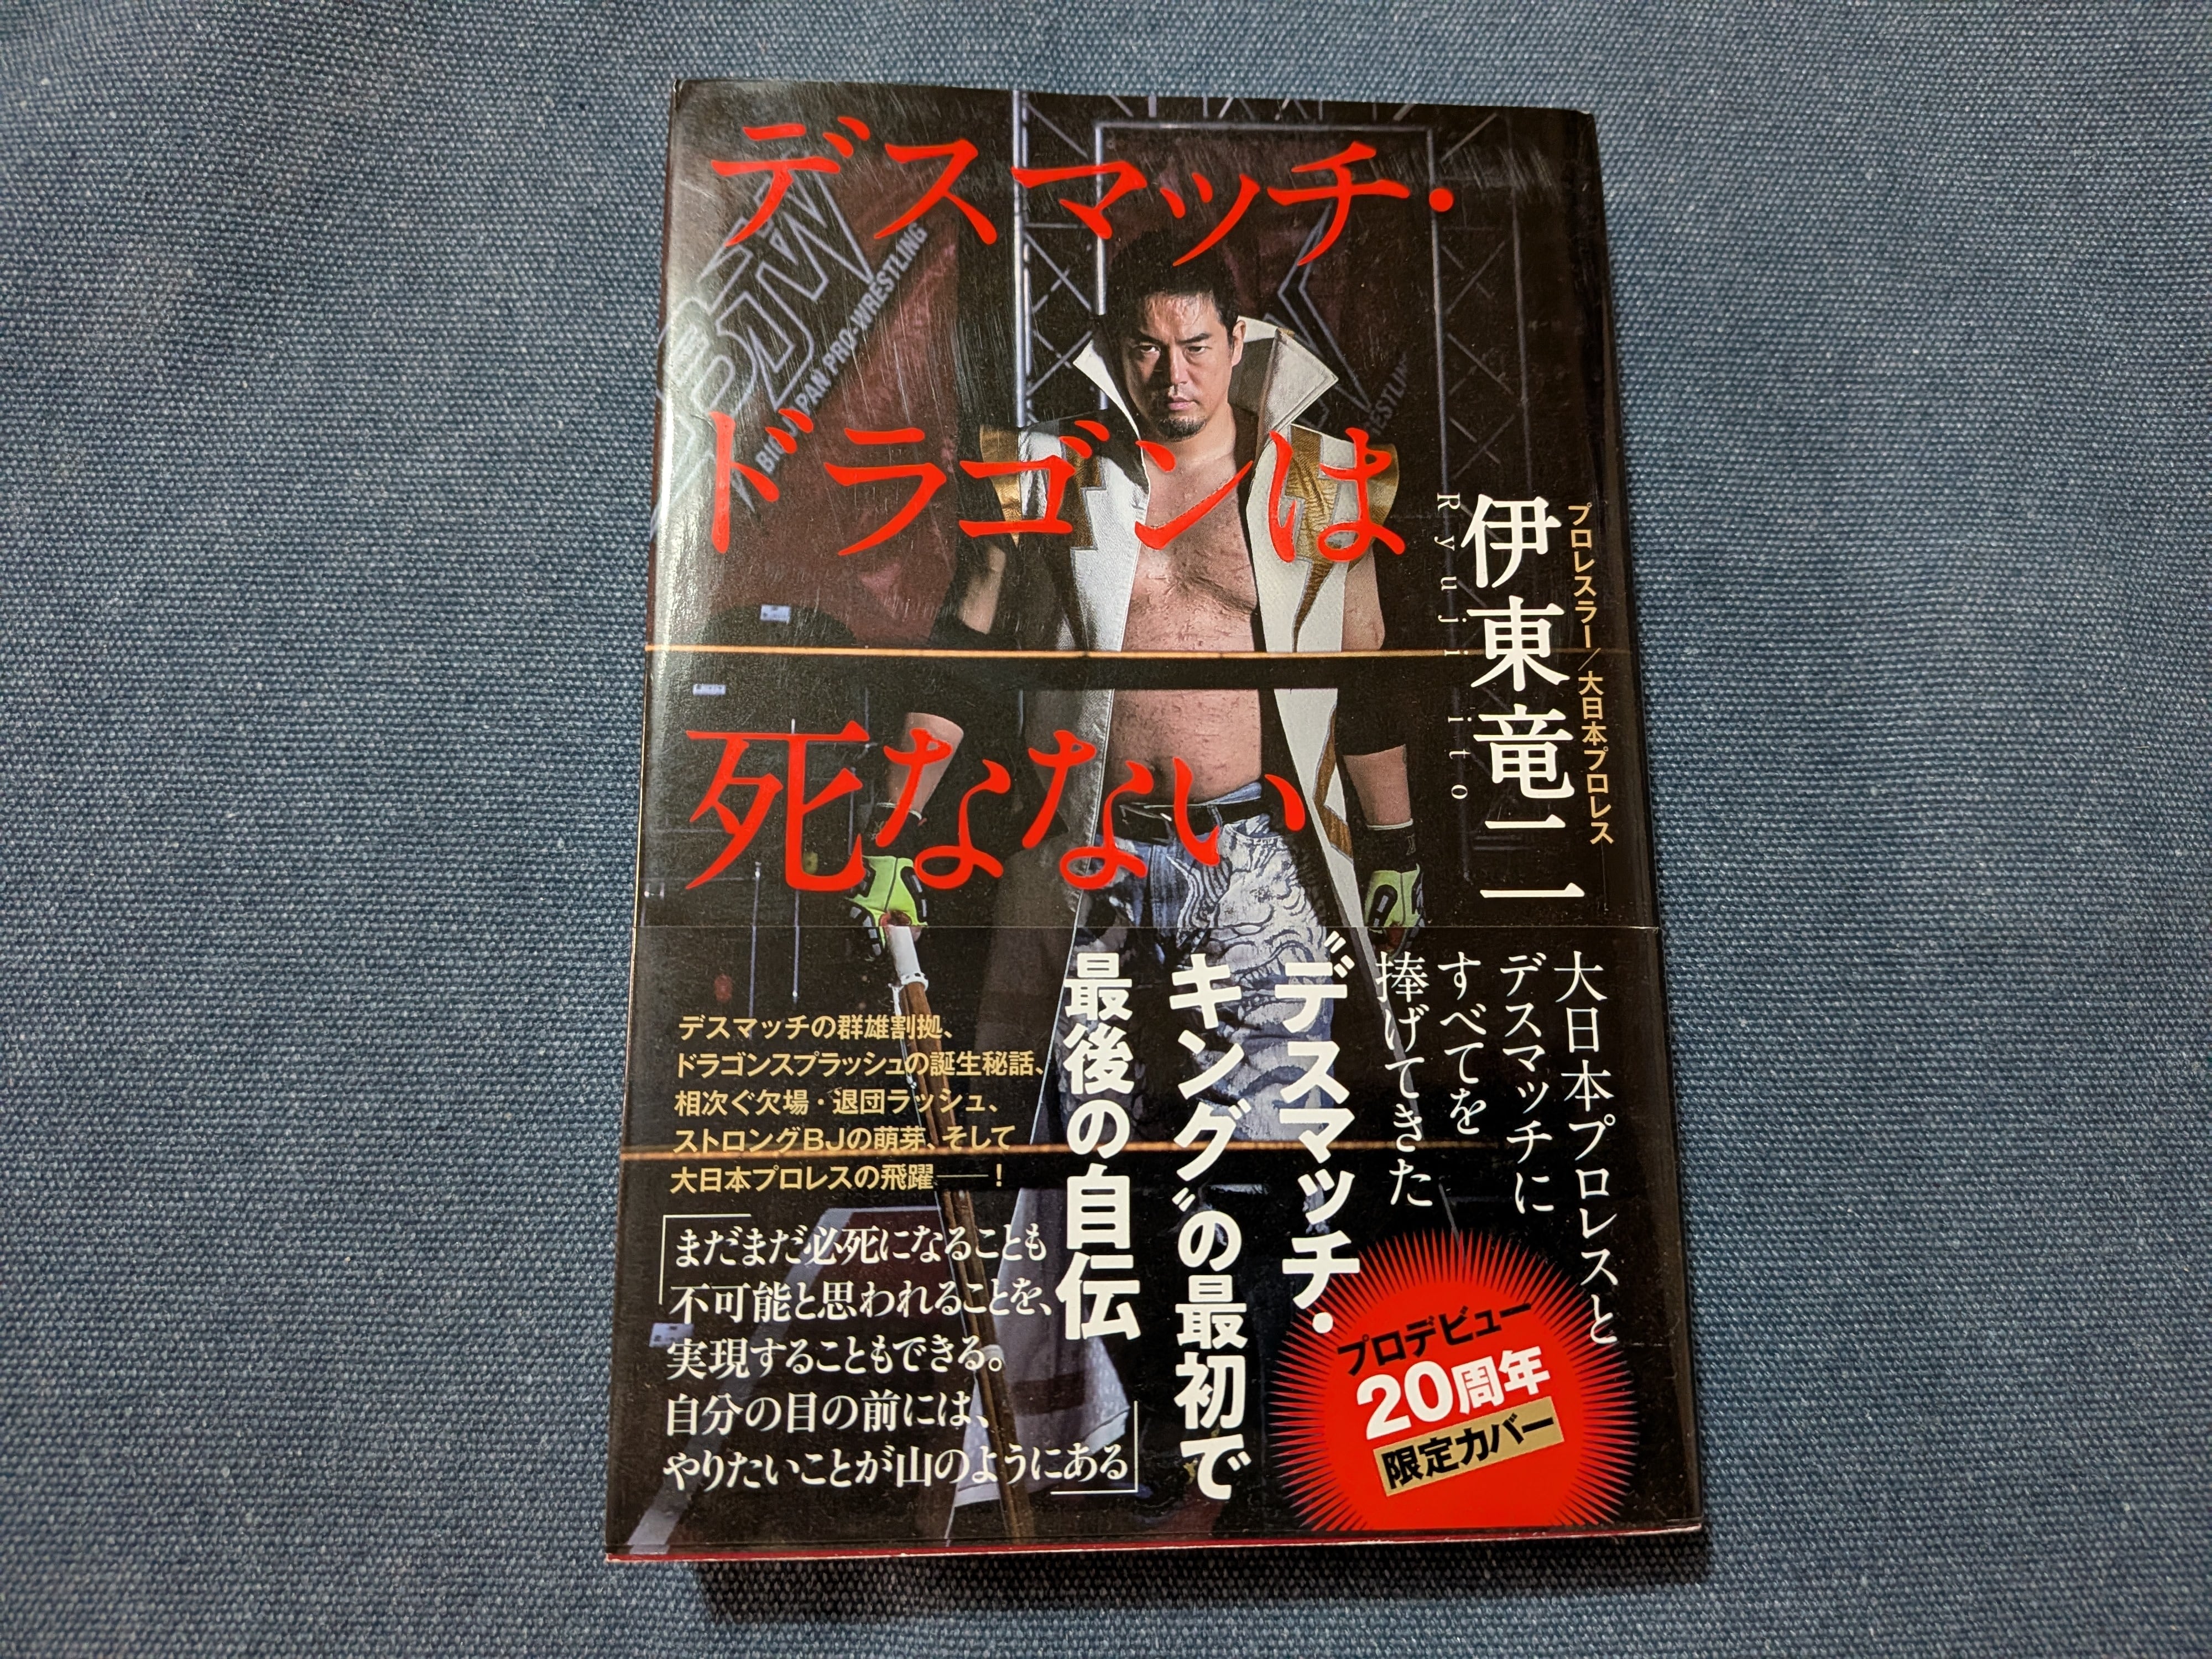 デスマッチ・
ドラゴンは
死なない
プロレスラー／大日本プロレス
伊東竜二
Ryuji ito
BJW
BIG JAPAN PRO-WRESTLING
大日本プロレスと
デスマッチに
すべてを
捧げてきた
“デスマッチ・
キング”の最初で
最後の自伝
デスマッチの群雄割拠、
ドラゴンスプラッシュの誕生秘話、
相次ぐ欠場・退団ラッシュ、
ストロングBJの萌芽、そして
大日本プロレスの飛躍――！
「まだまだ必死になることも
不可能と思われることを、
実現することもできる。
自分の目の前には、
やりたいことが山のようにある」
プロデビュー
20周年
限定カバー